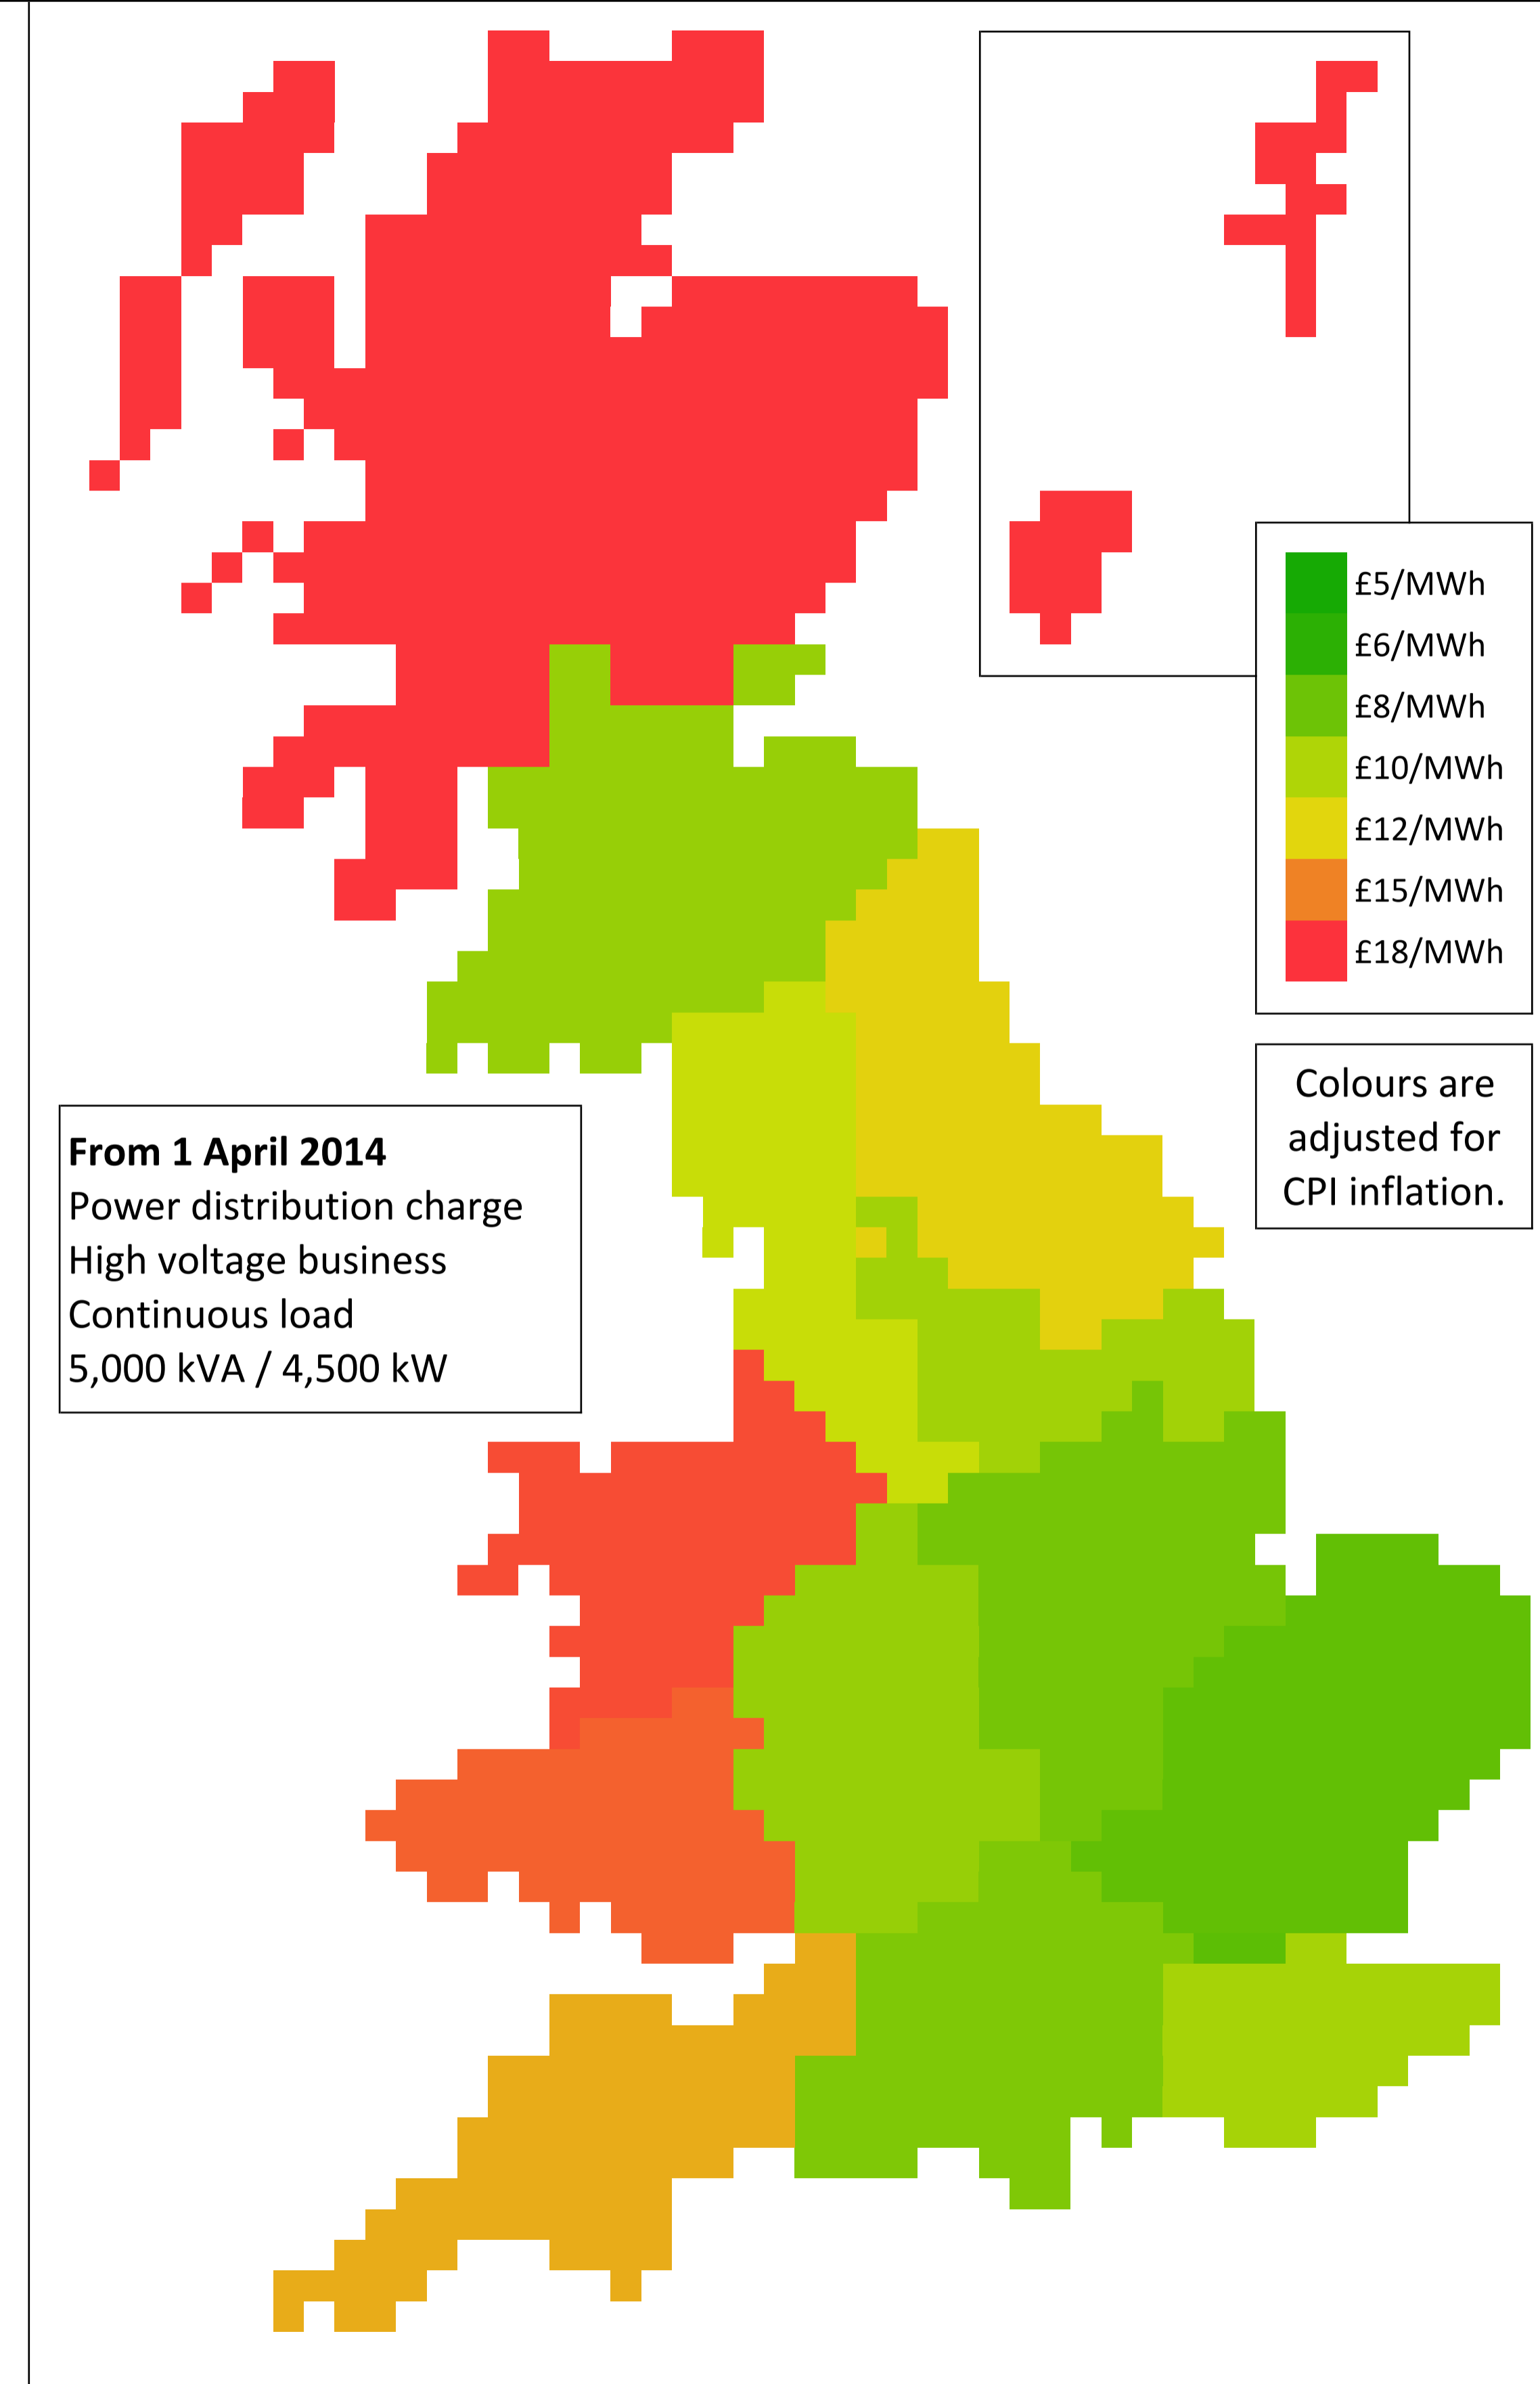 £5/MWh
£6/MWh
£8/MWh
£10/MWh
£12/MWh
£15/MWh
£18/MWh
Colours are
adjusted for
CPI inflation.
From 1 April 2014
Power distribution charge
High voltage business
Continuous load
5,000 kVA / 4,500 kW